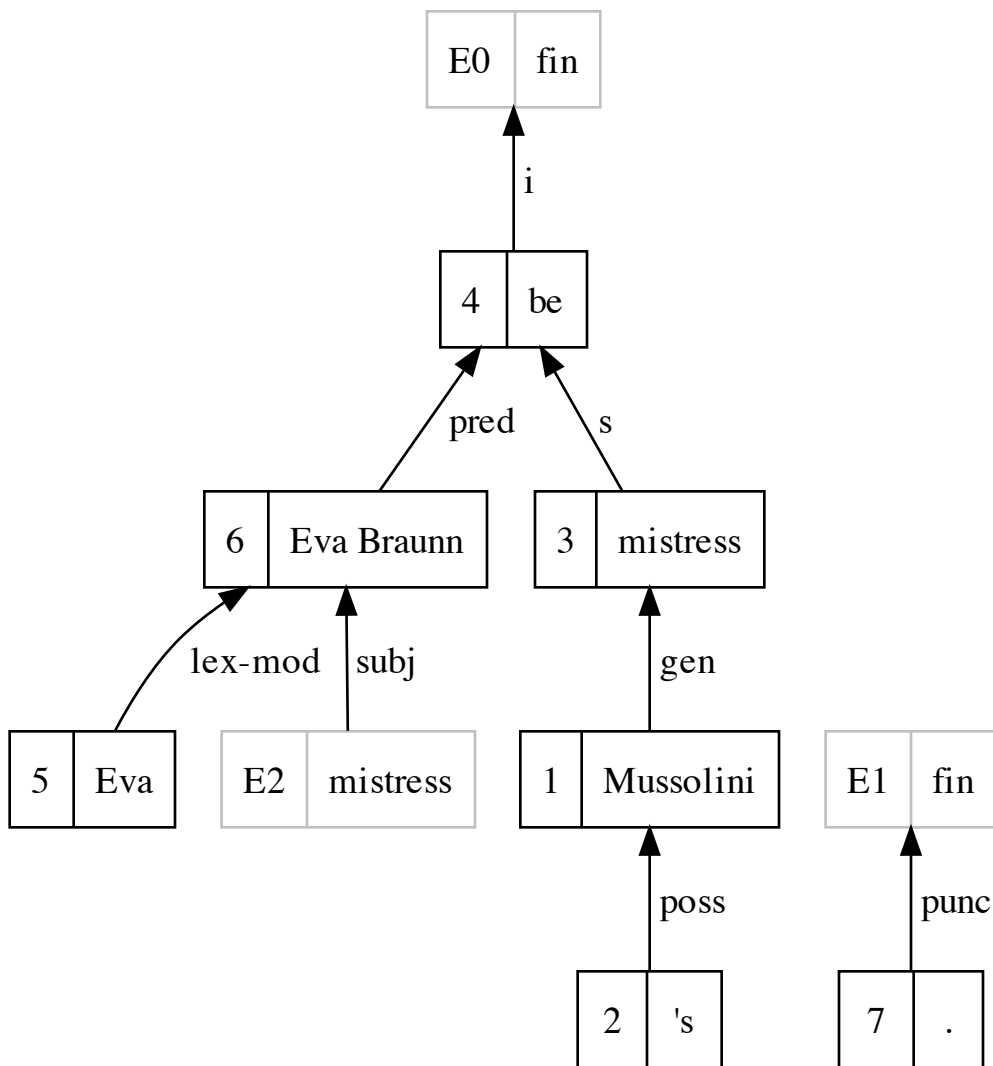 E0 fin
i
4 be
pred s
6 Eva Braunn 3 mistress
lex-mod subj gen
5 Eva E2 mistress 1 Mussolini E1 fin
poss punc
2 's 7 .